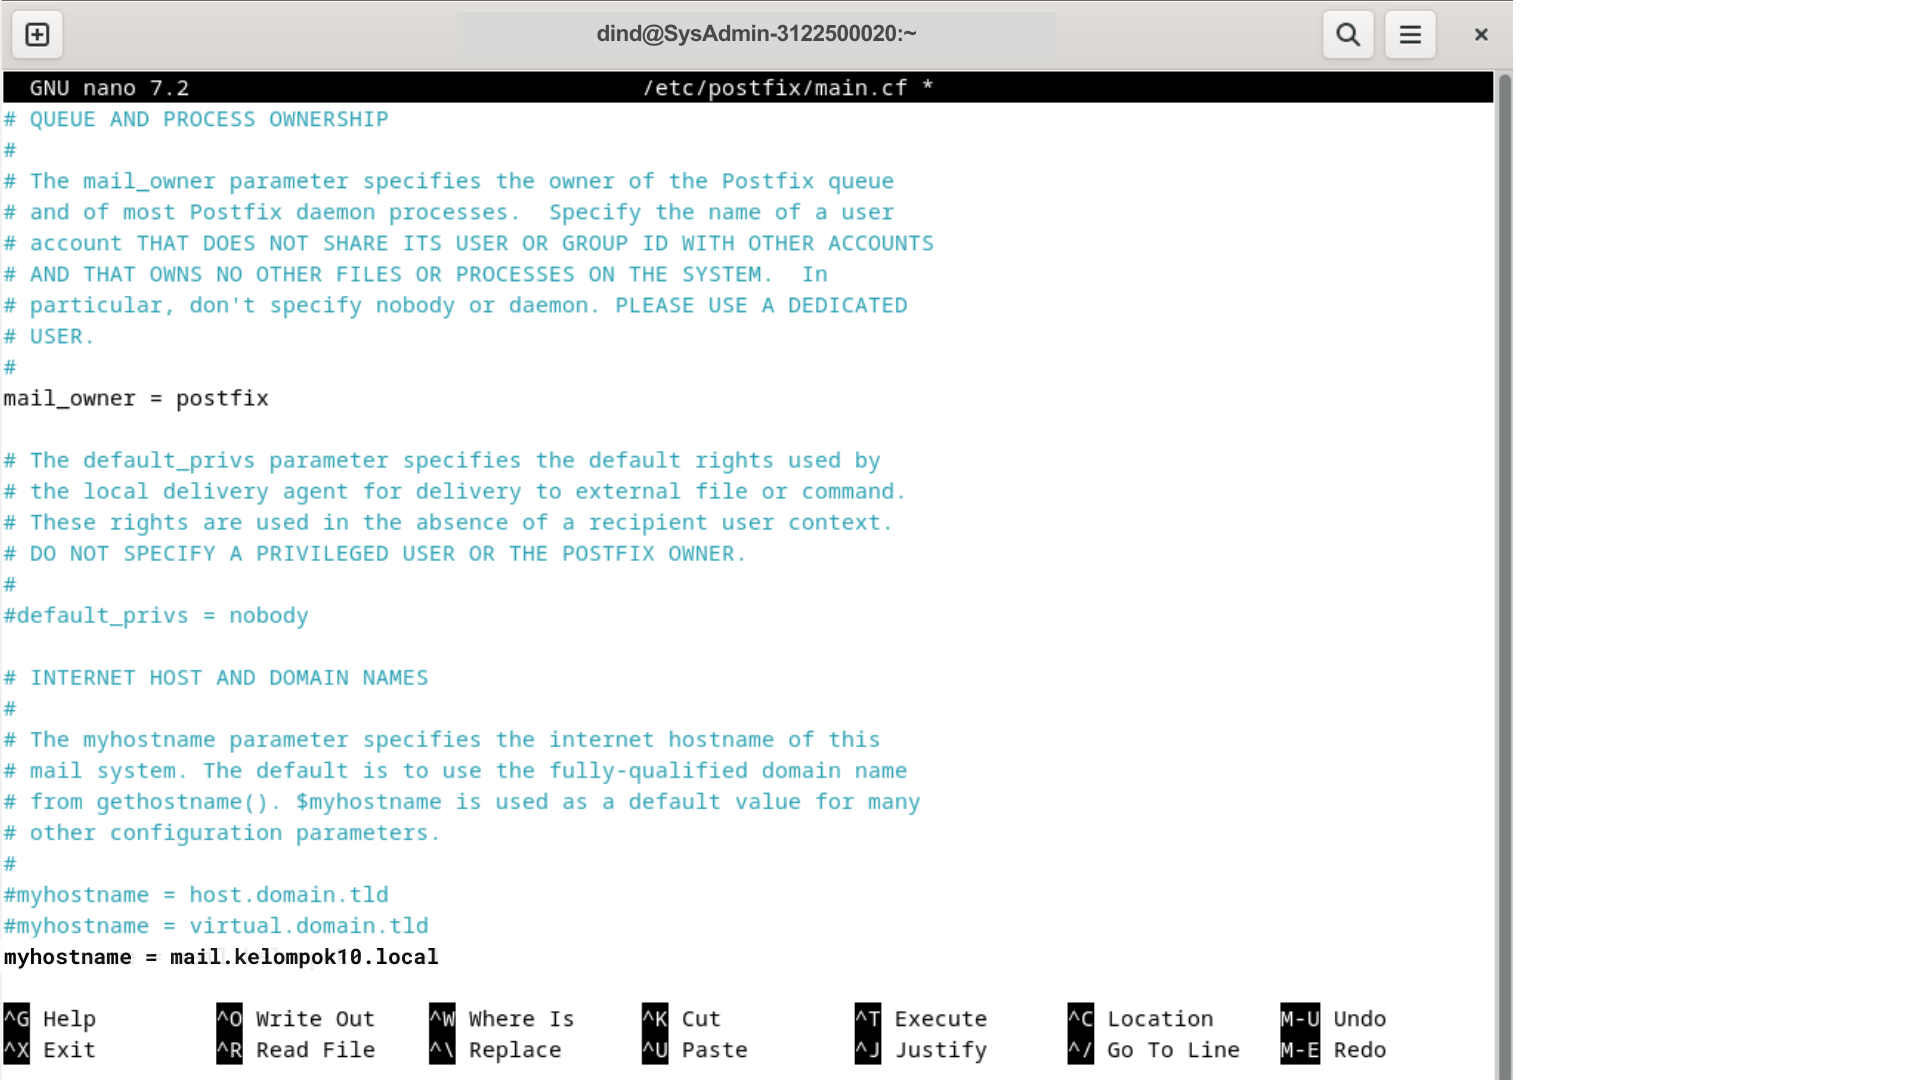 dind@SysAdmin-3122500020:~
GNU nano 7.2 /etc/postfix/main.cf *
# QUEUE AND PROCESS OWNERSHIP
#
# The mail_owner parameter specifies the owner of the Postfix queue
# and of most Postfix daemon processes.  Specify the name of a user
# account THAT DOES NOT SHARE ITS USER OR GROUP ID WITH OTHER ACCOUNTS
# AND THAT OWNS NO OTHER FILES OR PROCESSES ON THE SYSTEM.  In
# particular, don't specify nobody or daemon. PLEASE USE A DEDICATED
# USER.
#
mail_owner = postfix
# The default_privs parameter specifies the default rights used by
# the local delivery agent for delivery to external file or command.
# These rights are used in the absence of a recipient user context.
# DO NOT SPECIFY A PRIVILEGED USER OR THE POSTFIX OWNER.
#
#default_privs = nobody
# INTERNET HOST AND DOMAIN NAMES
#
# The myhostname parameter specifies the internet hostname of this
# mail system. The default is to use the fully-qualified domain name
# from gethostname(). $myhostname is used as a default value for many
# other configuration parameters.
#
#myhostname = host.domain.tld
#myhostname = virtual.domain.tld
myhostname = mail.kelompok10.local
^G Help ^O Write Out ^W Where Is ^K Cut ^T Execute ^C Location M-U Undo
^X Exit ^R Read File ^\ Replace ^U Paste ^J Justify ^/ Go To Line M-E Redo